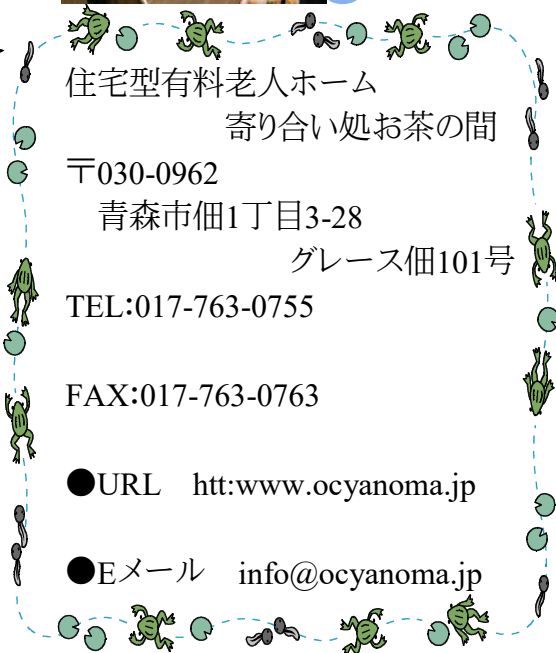 住宅型有料老人ホーム
寄り合い処お茶の間
〒030-0962
青森市佃1丁目3-28
グレース佃101号
TEL:017-763-0755
FAX:017-763-0763
●URL　htt:www.ocyanoma.jp
●Eメール　info@ocyanoma.jp